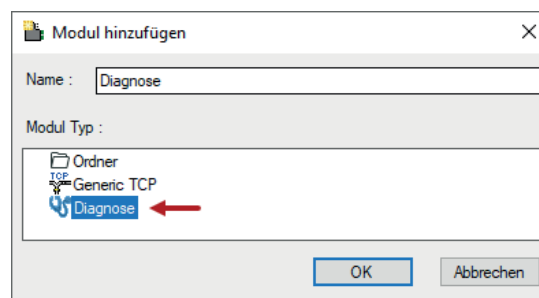 Modul hinzufügen
Name :
Diagnose
Modul Typ :
Ordner
TCP
Generic TCP
Diagnose
OK
Abbrechen